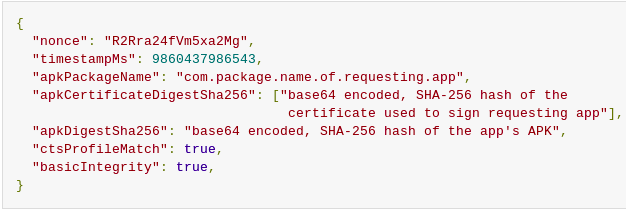 {
"nonce": "R2Rra24fVm5xa2Mg",
"timestampMs": 9860437986543,
"apkPackageName": "com.package.name.of.requesting.app",
"apkCertificateDigestSha256": ["base64 encoded, SHA-256 hash of the
certificate used to sign requesting app"],
"apkDigestSha256": "base64 encoded, SHA-256 hash of the app's APK",
"ctsProfileMatch": true,
"basicIntegrity": true,
}